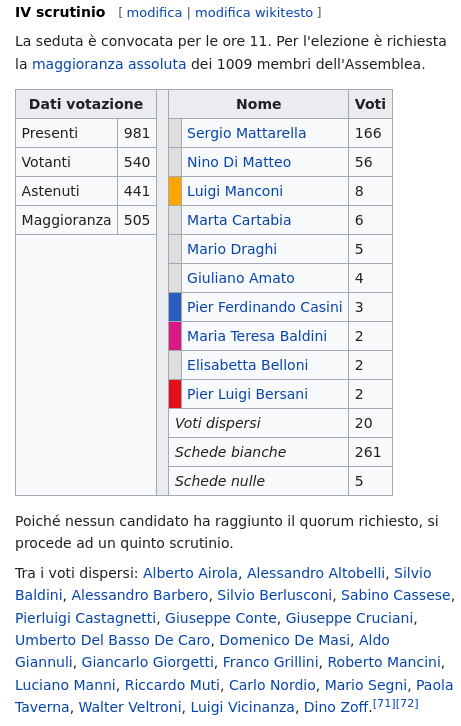 IV scrutinio [ modifica | modifica wikitesto ]
La seduta è convocata per le ore 11. Per l'elezione è richiesta
la maggioranza assoluta dei 1009 membri dell'Assemblea.
Dati votazione Nome Voti
Presenti 981 Sergio Mattarella 166
Votanti 540 Nino Di Matteo 56
Astenuti 441 Luigi Manconi 8
Maggioranza 505 Marta Cartabia 6
Mario Draghi 5
Giuliano Amato 4
Pier Ferdinando Casini 3
Maria Teresa Baldini 2
Elisabetta Belloni 2
Pier Luigi Bersani 2
Voti dispersi 20
Schede bianche 261
Schede nulle 5
Poiché nessun candidato ha raggiunto il quorum richiesto, si
procede ad un quinto scrutinio.
Tra i voti dispersi: Alberto Airola, Alessandro Altobelli, Silvio
Baldini, Alessandro Barbero, Silvio Berlusconi, Sabino Cassese,
Pierluigi Castagnetti, Giuseppe Conte, Giuseppe Cruciani,
Umberto Del Basso De Caro, Domenico De Masi, Aldo
Giannuli, Giancarlo Giorgetti, Franco Grillini, Roberto Mancini,
Luciano Manni, Riccardo Muti, Carlo Nordio, Mario Segni, Paola
Taverna, Walter Veltroni, Luigi Vicinanza, Dino Zoff.[71][72]